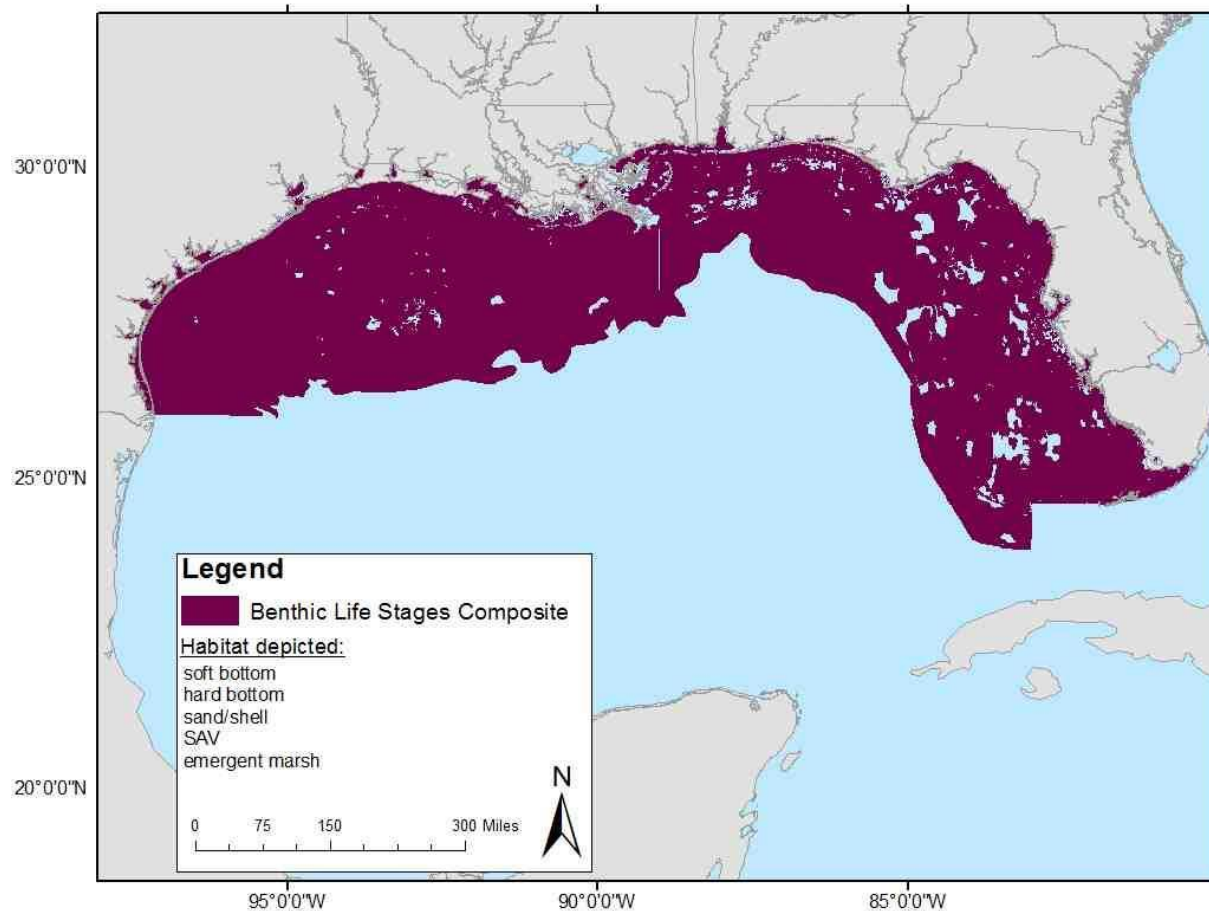 30°0'0"N
25°0'0"N
20°0'0"N
Legend
Benthic Life Stages Composite
Habitat depicted:
soft bottom
hard bottom
sand/shell
SAV
emergent marsh
N
0 75 150 300 Miles
95°0'0"W 90°0'0"W 85°0'0"W